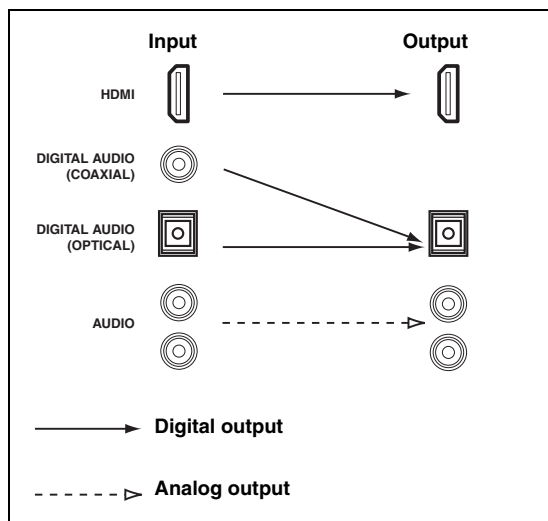 Input Output
HDMI
DIGITAL AUDIO
(COAXIAL)
DIGITAL AUDIO
(OPTICAL)
AUDIO
Digital output
Analog output